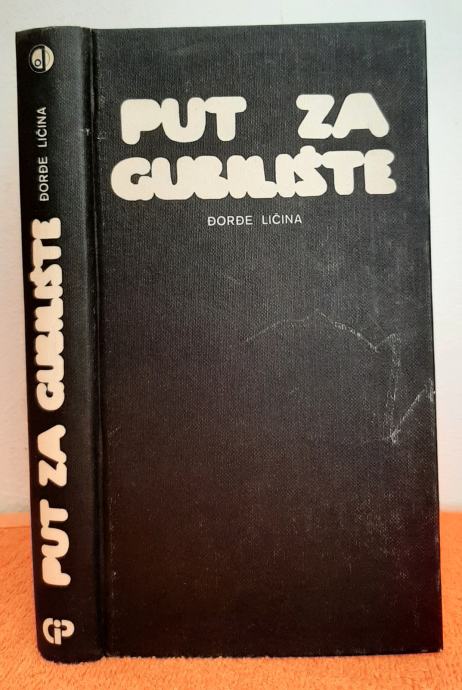 PUT ZA
GUBILIŠTE
ĐORĐE LIČINA
PUT ZA GUBILIŠTE ĐORĐE LIČINA